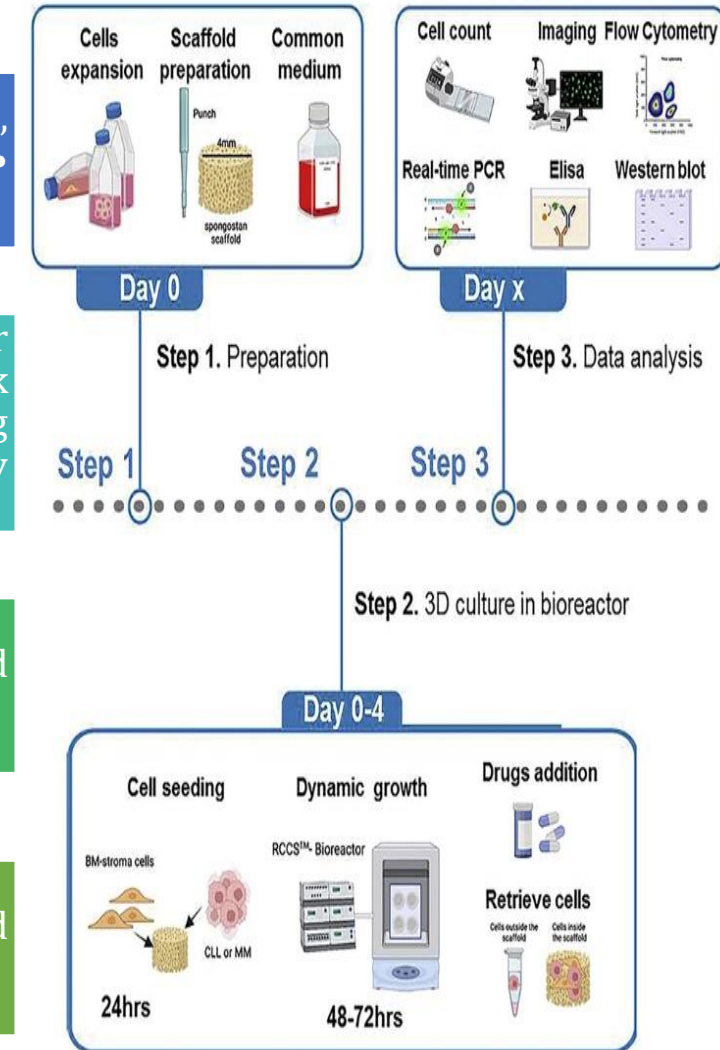 Cells
expansion
Scaffold
preparation
Common
medium
Punch
4mm
spongostan
scaffold
Day 0
Cell count
Imaging
Flow Cytometry
Real-time PCR
Elisa
Western blot
Day x
Step 1. Preparation
Step 3. Data analysis
Step 1
Step 2
Step 3
Step 2. 3D culture in bioreactor
Day 0-4
Cell seeding
Dynamic growth
Drugs addition
BM-stroma cells
CLL or MM
24hrs
RCCS™- Bioreactor
48-72hrs
Retrieve cells
Cells outside the
scaffold
Cells inside
the scaffold